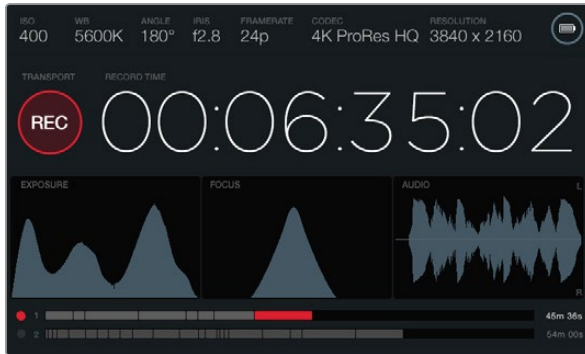 ISO WB ANGLE IRIS FRAMERATE CODEC RESOLUTION
400 5600K 180° f2.8 24p 4K ProRes HQ 3840 x 2160
TRANSPORT RECORD TIME
REC 00:06:35:02
EXPOSURE FOCUS AUDIO L
R
1 45m 36s
2 54m 00s